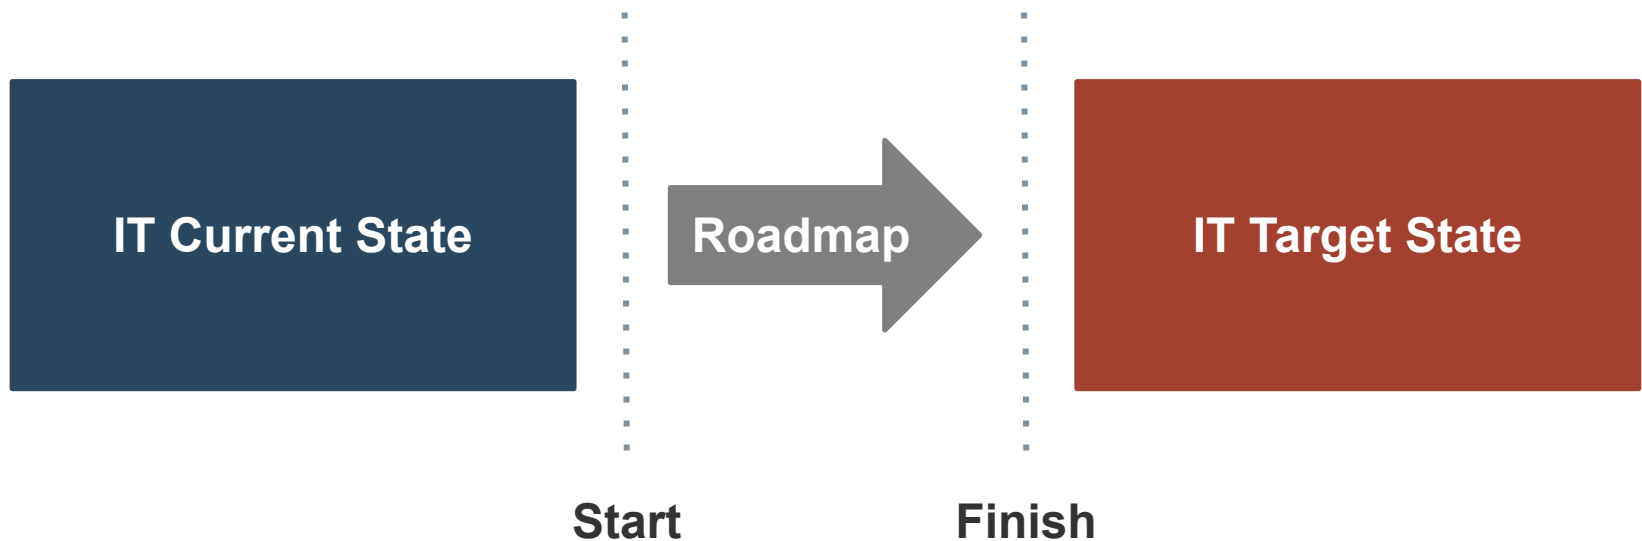 IT Current State
Roadmap
IT Target State
Start
Finish